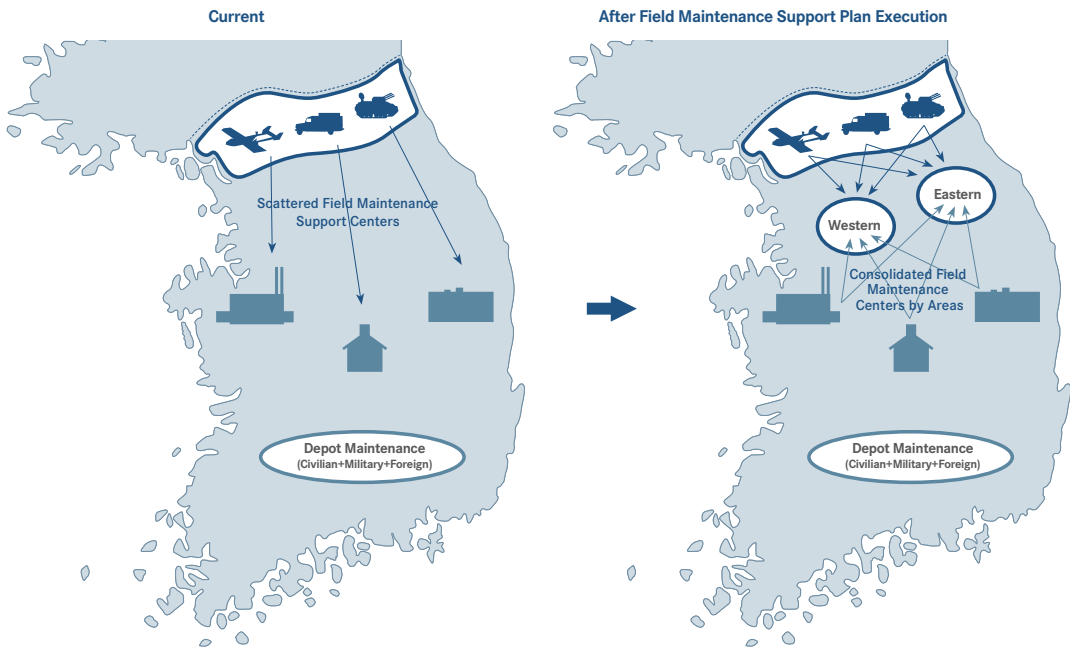 Current
Scattered Field Maintenance
Support Centers
Depot Maintenance
(Civilian+Military+Foreign)
After Field Maintenance Support Plan Execution
Eastern
Western
Consolidated Field
Maintenance
Centers by Areas
Depot Maintenance
(Civilian+Military+Foreign)